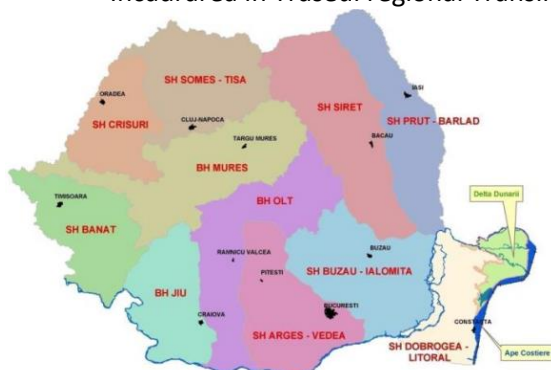 SH SOMES - TISA
ORADEA
CLUJ-NAPOCA
SH CRISURI
IASI
SH SIRET
SH PRUT - BARLAD
TARGU MURES
BACAU
BH MURES
TIMISOARA
BH OLT
Delta Dunarii
SH BANAT
RAMNICU VALCEA
BUZAU
PITESTI
SH BUZAU - IALOMITA
BH JIU
BUCURESTI
CRAIOVA
CONSTANTA
SH ARGES - VEDEA
SH DOBROGEA -
LITORAL
Ape Costiere